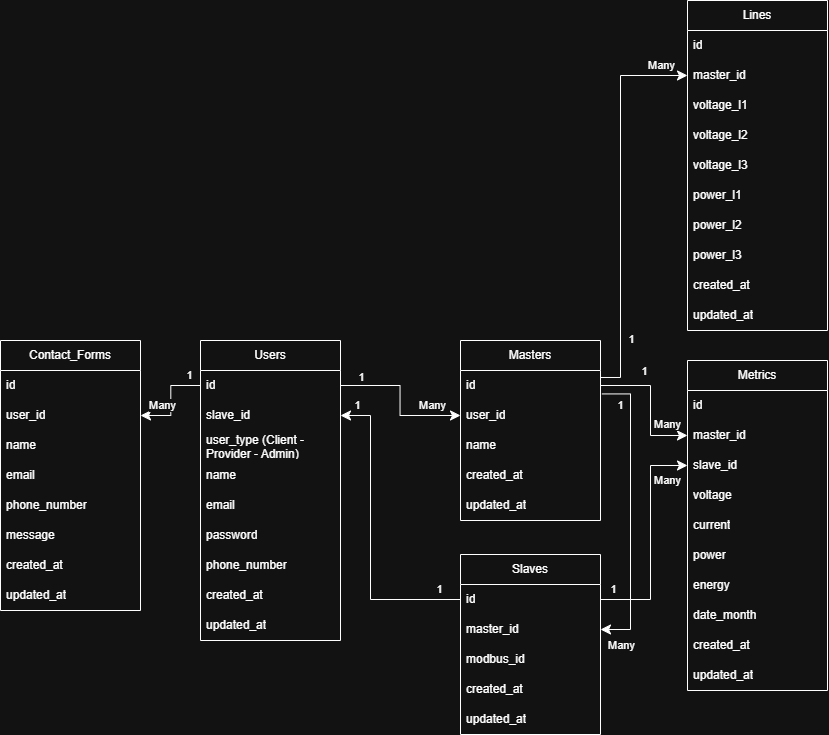 Lines
id
master_id
voltage_l1
voltage_l2
voltage_l3
power_l1
power_l2
power_l3
created_at
updated_at
Many
1
Contact_Forms
id
user_id
name
email
phone_number
message
created_at
updated_at
1
Many
Users
id
slave_id
user_type (Client -
Provider - Admin)
name
email
password
phone_number
created_at
updated_at
1
1
Many
Masters
id
user_id
name
created_at
updated_at
1
1
Many
Many
Metrics
id
master_id
slave_id
voltage
current
power
energy
date_month
created_at
updated_at
Slaves
id
master_id
modbus_id
created_at
updated_at
1
1
Many